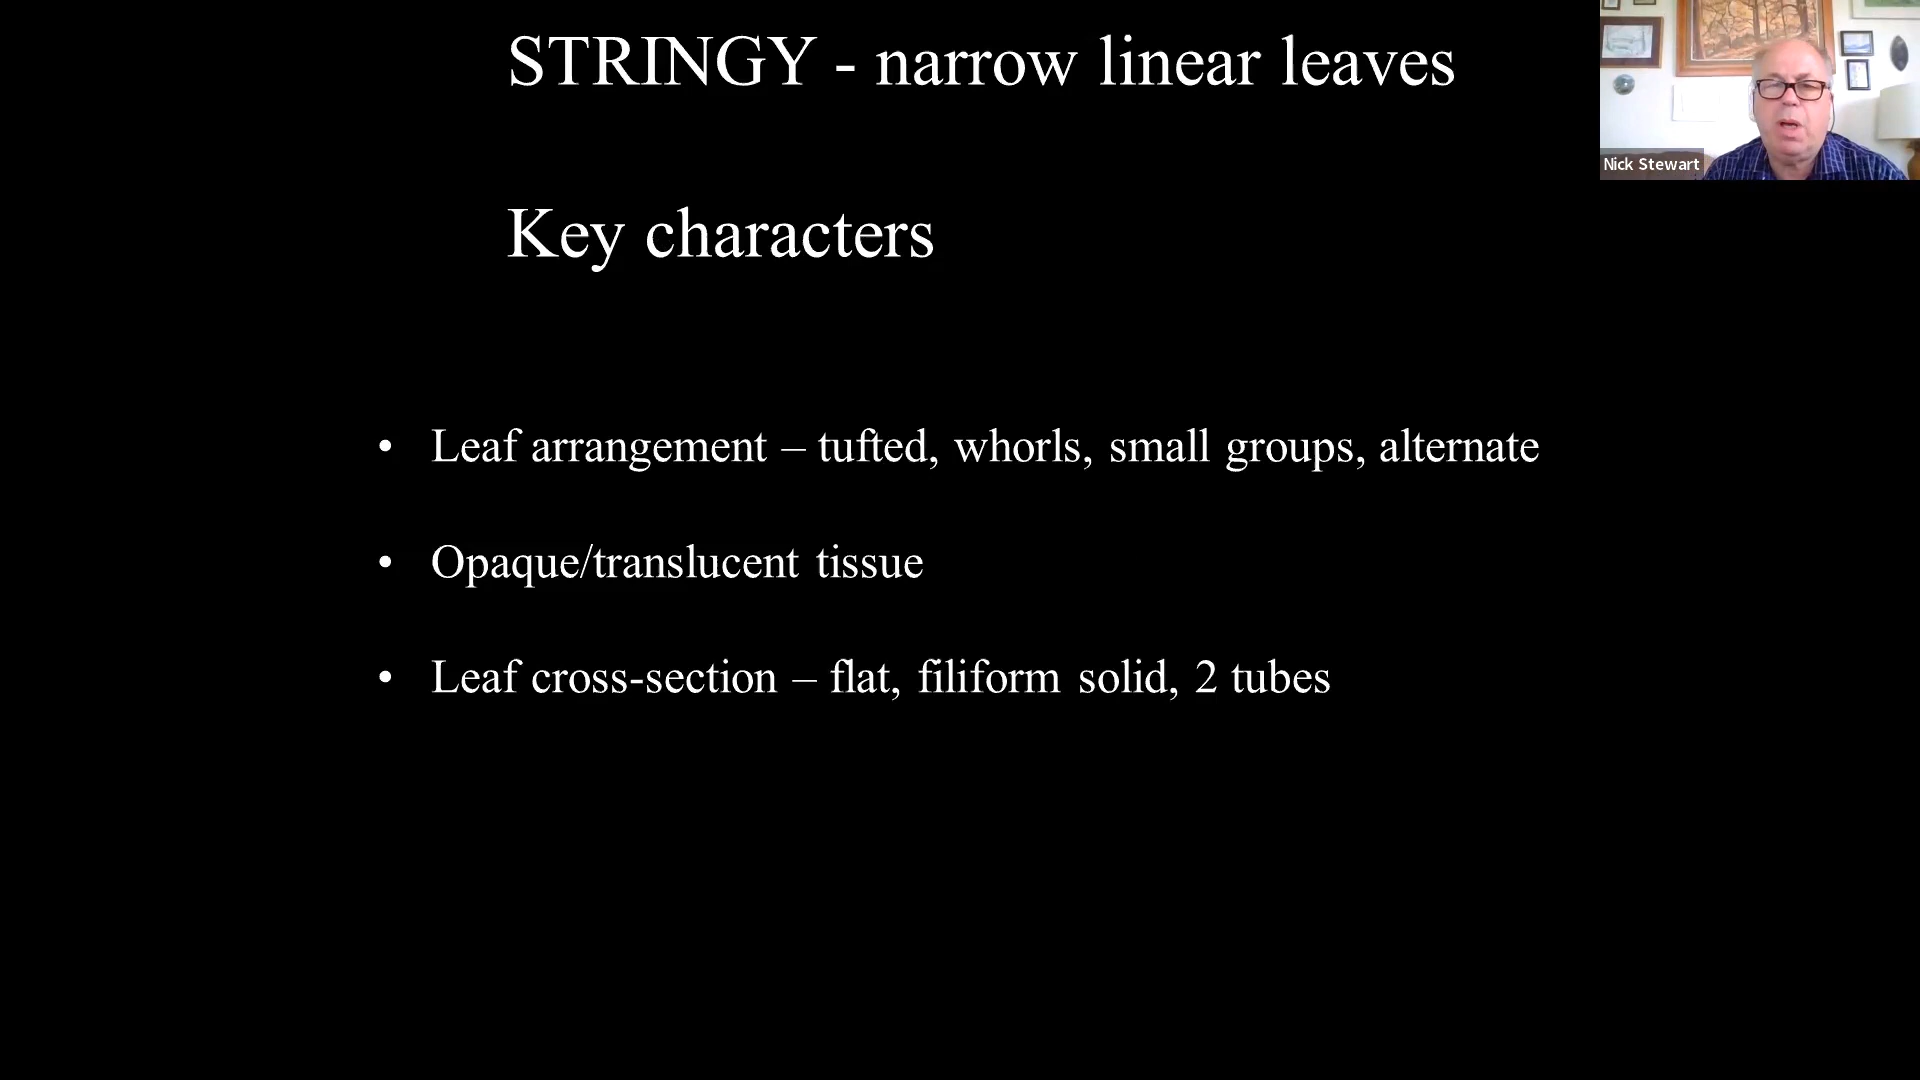 STRINGY - narrow linear leaves
Nick Stewart
Key characters
• Leaf arrangement – tufted, whorls, small groups, alternate
• Opaque/translucent tissue
• Leaf cross-section – flat, filiform solid, 2 tubes